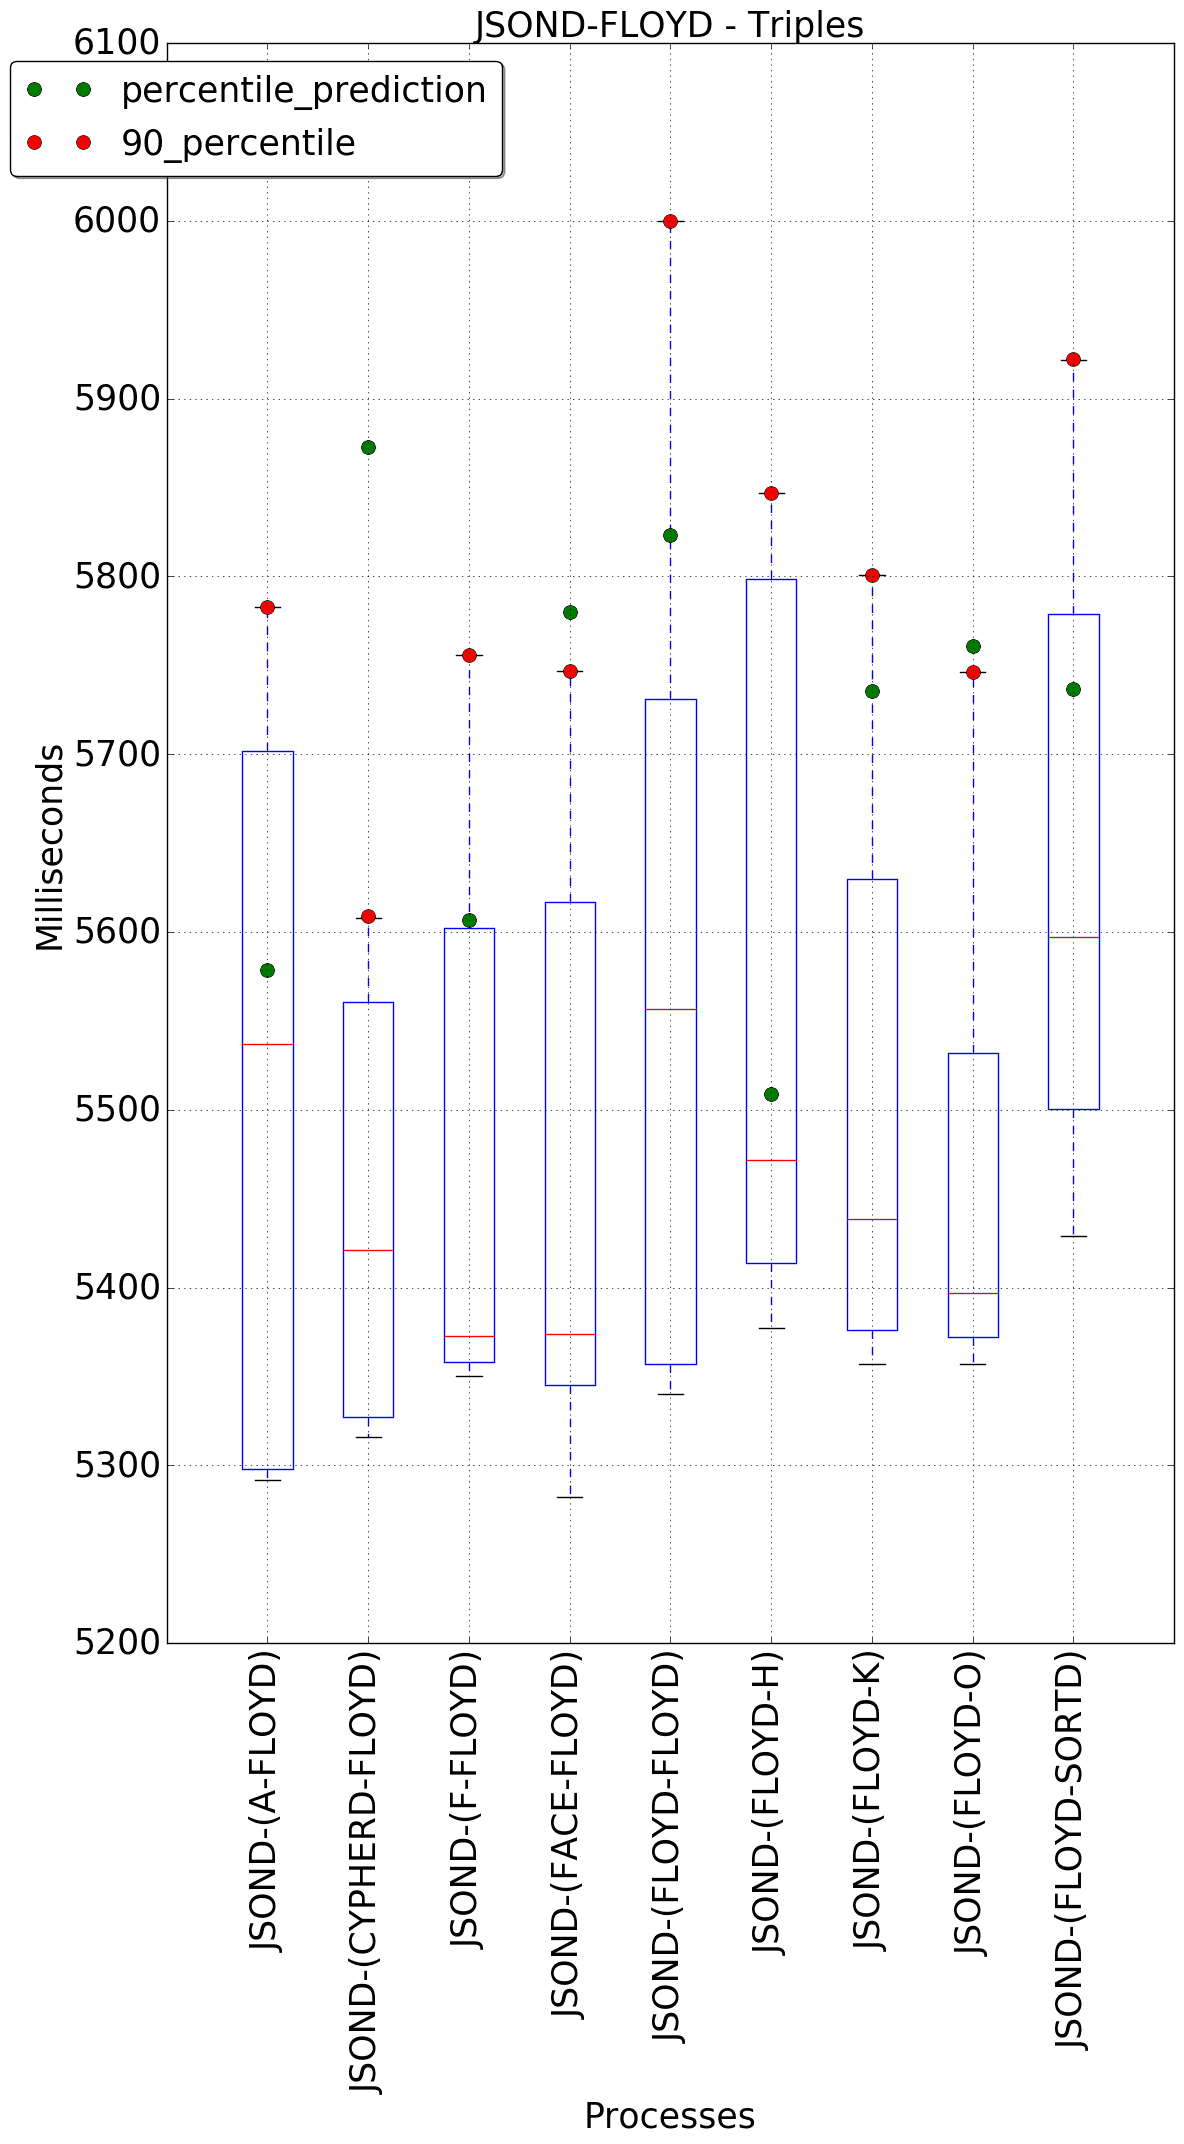 JSOND-FLOYD - Triples
percentile_prediction
90_percentile
6100
6000
5900
5800
5700
5600
5500
5400
5300
5200
Milliseconds
JSOND-(A-FLOYD)
JSOND-(CYPHERD-FLOYD)
JSOND-(F-FLOYD)
JSOND-(FACE-FLOYD)
JSOND-(FLOYD-FLOYD)
JSOND-(FLOYD-H)
JSOND-(FLOYD-K)
JSOND-(FLOYD-O)
JSOND-(FLOYD-SORTD)
Processes